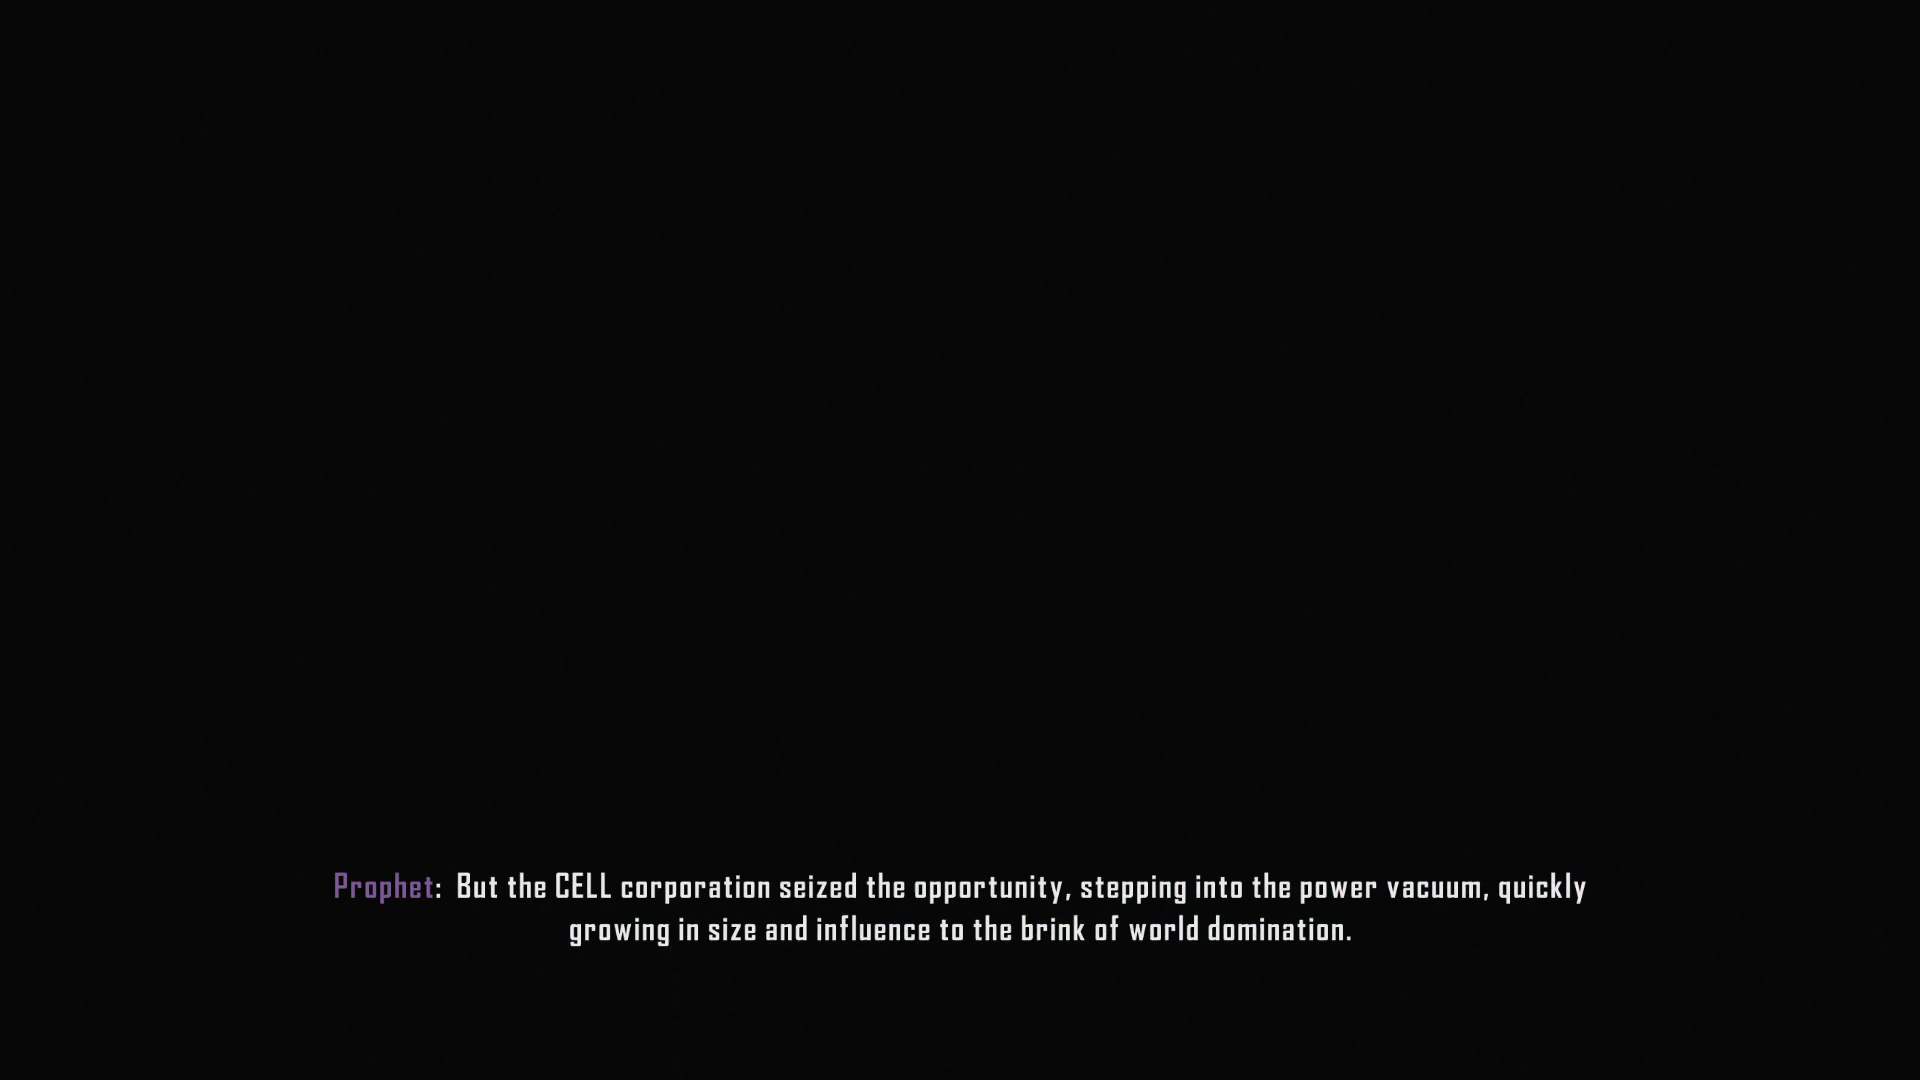 Prophet: But the CELL corporation seized the opportunity, stepping into the power vacuum, quickly
growing in size and influence to the brink of world domination.